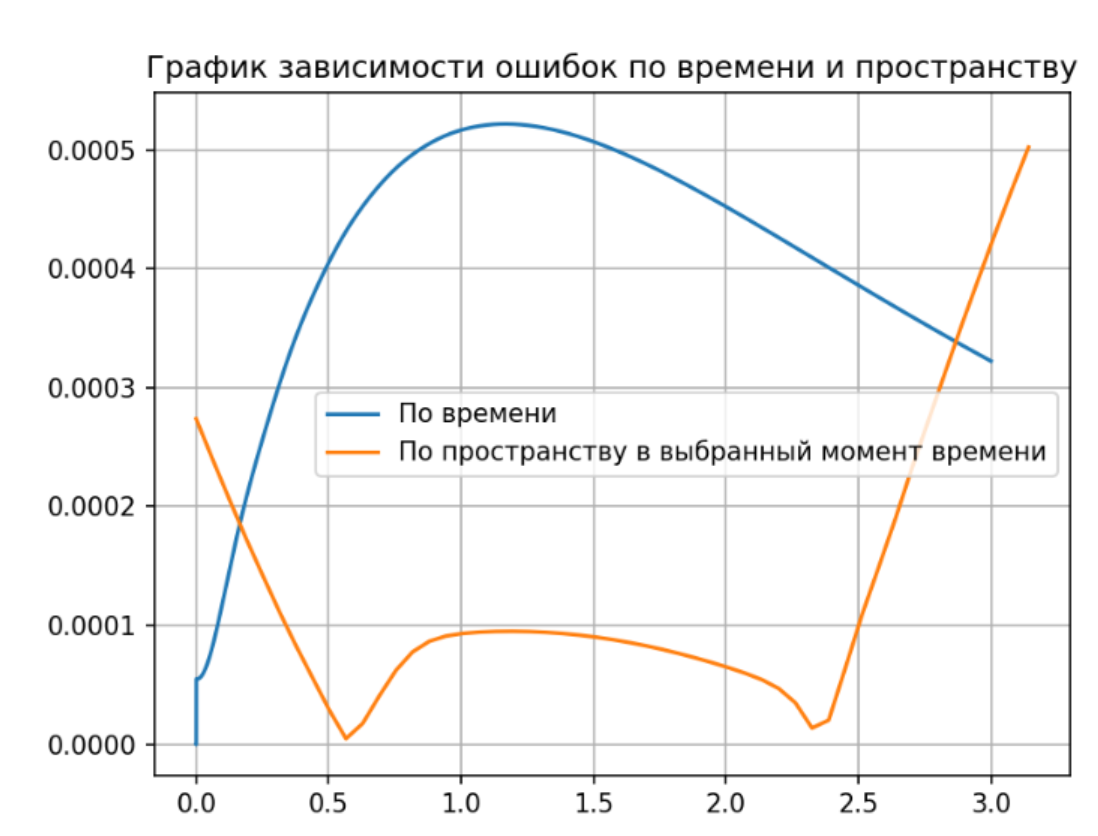 График зависимости ошибок по времени и пространству
0.0005
0.0004
0.0003
0.0002
0.0001
0.0000
По времени
По пространству в выбранный момент времени
0.0 0.5 1.0 1.5 2.0 2.5 3.0